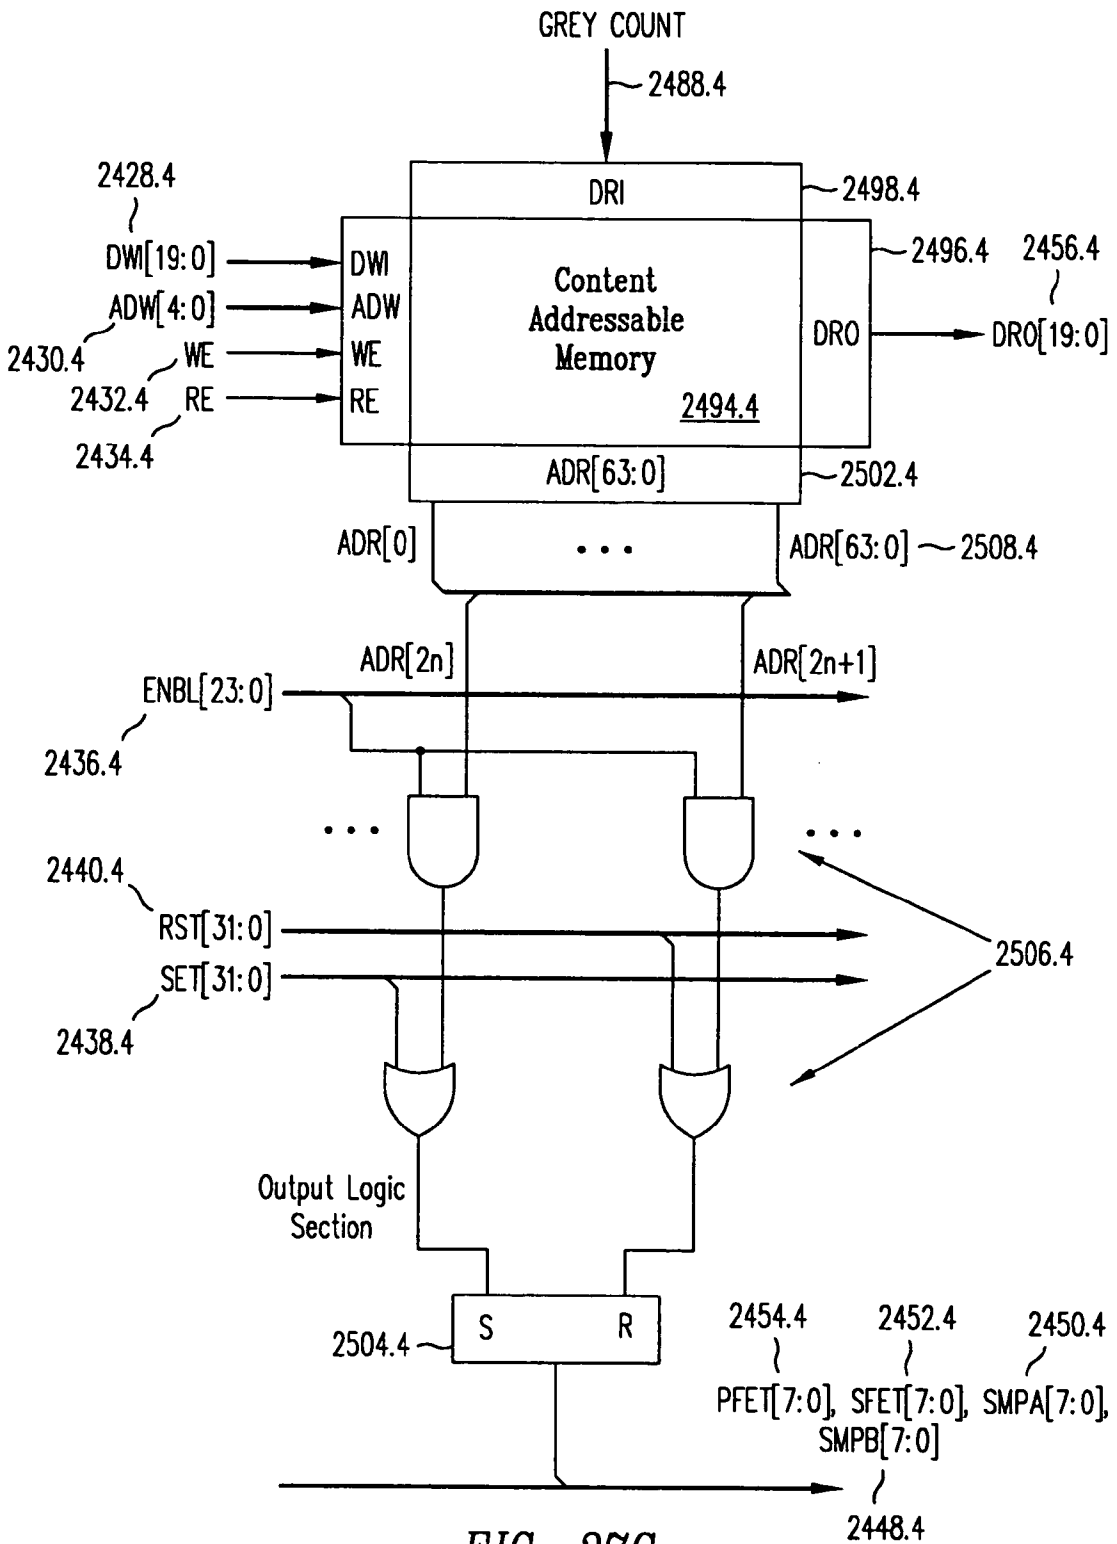 GREY COUNT
2488.4
2428.4
DRI
2498.4
DWI[19:0]
DWI
2496.4
2456.4
ADW[4:0]
ADW
Content
Addressable
Memory
DRO
DRO[19:0]
2430.4
WE
WE
2432.4
RE
RE
2494.4
2434.4
ADR[63:0]
2502.4
ADR[0]
• • •
ADR[63:0]
2508.4
ADR[2n]
ADR[2n+1]
ENBL[23:0]
2436.4
• • •
• • •
2440.4
RST[31:0]
2506.4
SET[31:0]
2438.4
Output Logic
Section
2504.4
S
R
2454.4
2452.4
2450.4
PFET[7:0], SFET[7:0], SMPA[7:0],
SMPB[7:0]
2448.4